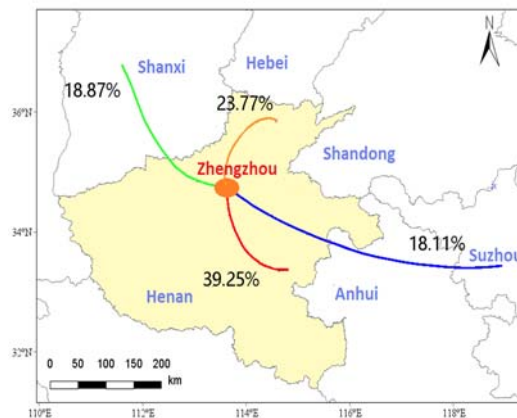 N
Shanxi
Hebei
18.87%
23.77%
36°N
Shandong
Zhengzhou
34°N
18.11%
Suzhou
39.25%
Henan
Anhui
32°N
0 50 100 150 200
km
110°E 112°E 114°E 116°E 118°E